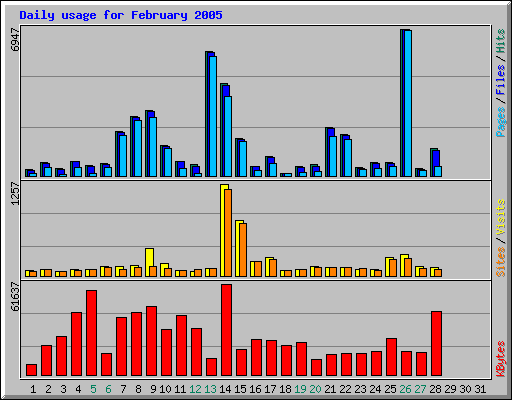 Daily usage for February 2005
6947
Pages/Files/Hits
1257
Sites/Visits
61637
KBytes
1 2 3 4 5 6 7 8 9 10 11 12 13 14 15 16 17 18 19 20 21 22 23 24 25 26 27 28 29 30 31